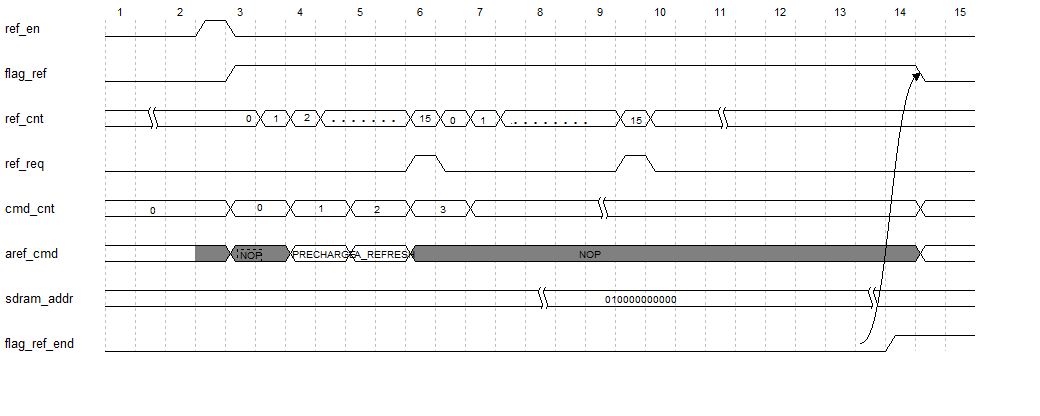 1 2 3 4 5 6 7 8 9 10 11 12 13 14 15
ref_en
flag_ref
ref_cnt 0 1 2 . . . . . . . 15 0 1 . . . . . . . . 15
ref_req
cmd_cnt 0 0 1 2 3
aref_cmd NOP PRECHARGE A_REFRESH NOP
sdram_addr 010000000000
flag_ref_end